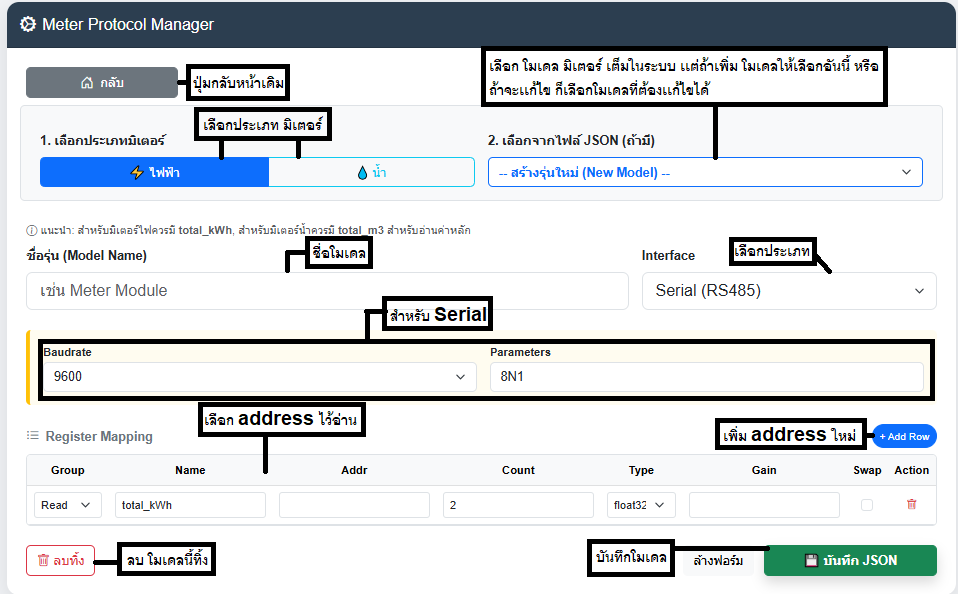 Meter Protocol Manager
เลือก โมเดล มิเตอร์ เต็มในระบบ แต่ถ้าเพิ่ม โมเดลให้เลือกอันนี้ หรือ
ถ้าจะแก้ไข ก็เลือกโมเดลที่ต้องแก้ไขได้
กลับ
ปุ่มกลับหน้าเดิม
เลือกประเภท มิเตอร์
1. เลือกประเภทมิเตอร์
2. เลือกจากไฟล์ JSON (ถ้ามี)
ไฟฟ้า
น้ำ
-- สร้างรุ่นใหม่ (New Model) --
แนะนำ: สำหรับมิเตอร์ไฟควรมี total_kWh, สำหรับมิเตอร์น้ำควรมี total_m3 สำหรับอ่านค่าหลัก
ชื่อรุ่น (Model Name)
ชื่อโมเดล
Interface
เลือกประเภท
เช่น Meter Module
Serial (RS485)
สำหรับ Serial
Baudrate
Parameters
9600
8N1
เลือก address ไว้อ่าน
Register Mapping
เพิ่ม address ใหม่
+ Add Row
Group Name Addr Count Type Gain Swap Action
Read total_kWh 2 float32
ลบทิ้ง
ลบ โมเดลนี้ทิ้ง
บันทึกโมเดล
ล้างฟอร์ม
บันทึก JSON